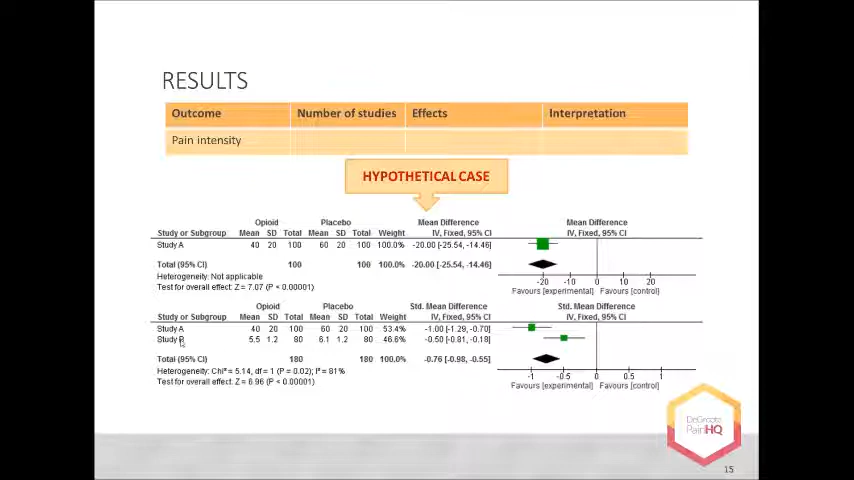 RESULTS
Outcome Number of studies Effects Interpretation
Pain intensity
HYPOTHETICAL CASE
Opioid Placebo Mean Difference Mean Difference
Study or Subgroup Mean SD Total Mean SD Total Weight IV, Fixed, 95% CI IV, Fixed, 95% CI
Study A 40 20 100 60 20 100 100.0% -20.00 [-25.54, -14.46]
Total (95% CI) 100 100 100.0% -20.00 [-25.54, -14.46]
Heterogeneity: Not applicable
Test for overall effect: Z = 7.07 (P < 0.00001)
-20 -10 0 10 20
Favours [experimental] Favours [control]
Opioid Placebo Std. Mean Difference Std. Mean Difference
Study or Subgroup Mean SD Total Mean SD Total Weight IV, Fixed, 95% CI IV, Fixed, 95% CI
Study A 40 20 100 60 20 100 53.4% -1.00 [-1.29, -0.70]
Study B 5.5 1.2 80 6.1 1.2 80 46.6% -0.50 [-0.81, -0.18]
Total (95% CI) 180 180 100.0% -0.76 [-0.98, -0.55]
Heterogeneity: Chi² = 5.14, df = 1 (P = 0.02); I² = 81%
Test for overall effect: Z = 6.96 (P < 0.00001)
-1 -0.5 0 0.5 1
Favours [experimental] Favours [control]
DeGroote
PainHQ
15